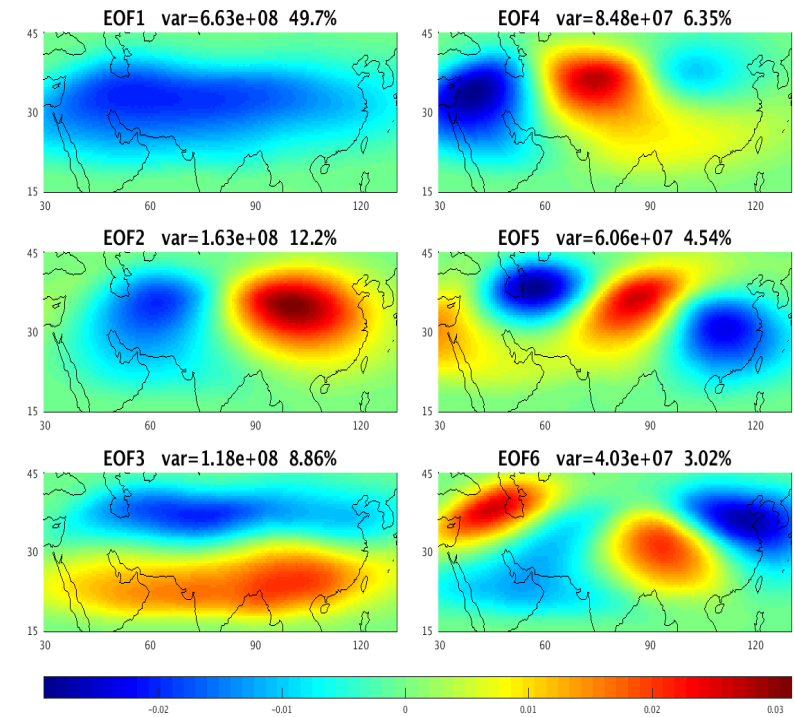 EOF1 var=6.63e+08 49.7%
45
30
15
30 60 90 120
EOF4 var=8.48e+07 6.35%
45
30
15
30 60 90 120
EOF2 var=1.63e+08 12.2%
45
30
15
30 60 90 120
EOF5 var=6.06e+07 4.54%
45
30
15
30 60 90 120
EOF3 var=1.18e+08 8.86%
45
30
15
30 60 90 120
EOF6 var=4.03e+07 3.02%
45
30
15
30 60 90 120
−0.02 −0.01 0 0.01 0.02 0.03